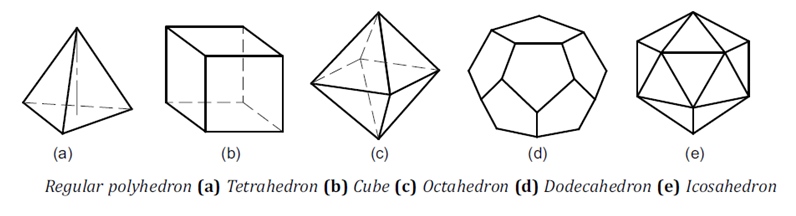 (a) (b) (c) (d) (e)
Regular polyhedron (a) Tetrahedron (b) Cube (c) Octahedron (d) Dodecahedron (e) Icosahedron